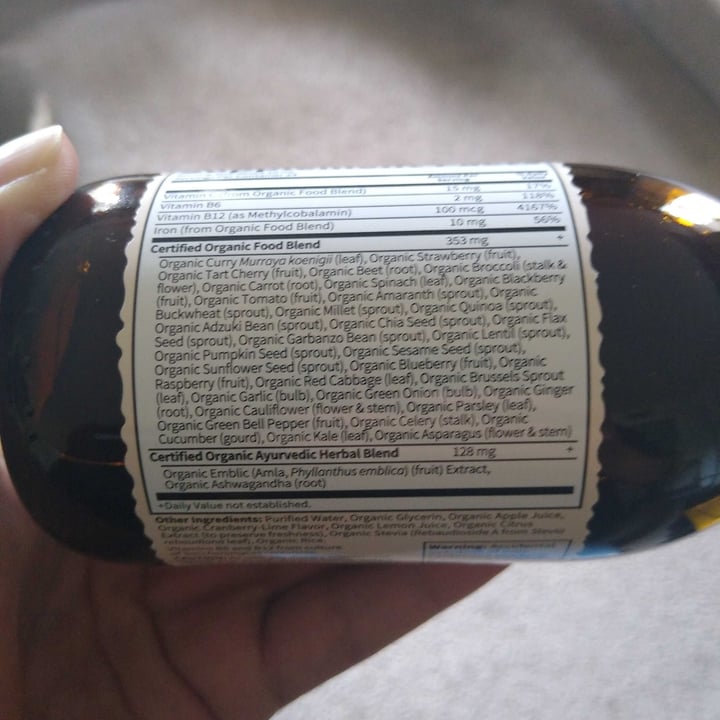 Vitamin (from Organic Food Blend) 15 mg 17%
Vitamin B6 2 mg 118%
Vitamin B12 (as Methylcobalamin) 100 mcg 4167%
Iron (from Organic Food Blend) 10 mg 56%
Certified Organic Food Blend 353 mg +
Organic Curry Murraya koenigii (leaf), Organic Strawberry (fruit),
Organic Tart Cherry (fruit), Organic Beet (root), Organic Broccoli (stalk &
flower), Organic Carrot (root), Organic Spinach (leaf), Organic Blackberry
(fruit), Organic Tomato (fruit), Organic Amaranth (sprout), Organic
Buckwheat (sprout), Organic Millet (sprout), Organic Quinoa (sprout),
Organic Adzuki Bean (sprout), Organic Chia Seed (sprout), Organic Flax
Seed (sprout), Organic Garbanzo Bean (sprout), Organic Lentil (sprout),
Organic Pumpkin Seed (sprout), Organic Sesame Seed (sprout),
Organic Sunflower Seed (sprout), Organic Blueberry (fruit), Organic
Raspberry (fruit), Organic Red Cabbage (leaf), Organic Brussels Sprout
(leaf), Organic Garlic (bulb), Organic Green Onion (bulb), Organic Ginger
(root), Organic Cauliflower (flower & stem), Organic Parsley (leaf),
Organic Green Bell Pepper (fruit), Organic Celery (stalk), Organic
Cucumber (gourd), Organic Kale (leaf), Organic Asparagus (flower & stem)
Certified Organic Ayurvedic Herbal Blend 128 mg +
Organic Emblic (Amla, Phyllanthus emblica) (fruit) Extract,
Organic Ashwagandha (root)
+Daily Value not established.
Other Ingredients: Purified Water, Organic Glycerin, Organic Apple Juice,
Organic Cranberry-Lime Flavor, Organic Lemon Juice, Organic Citrus
Extract (to preserve freshness), Organic Stevia (Rebaudioside A from Stevia
rebaudiana leaf), Organic Rice.
Vitamins B6 and B12 from culture
Warning: Accidental